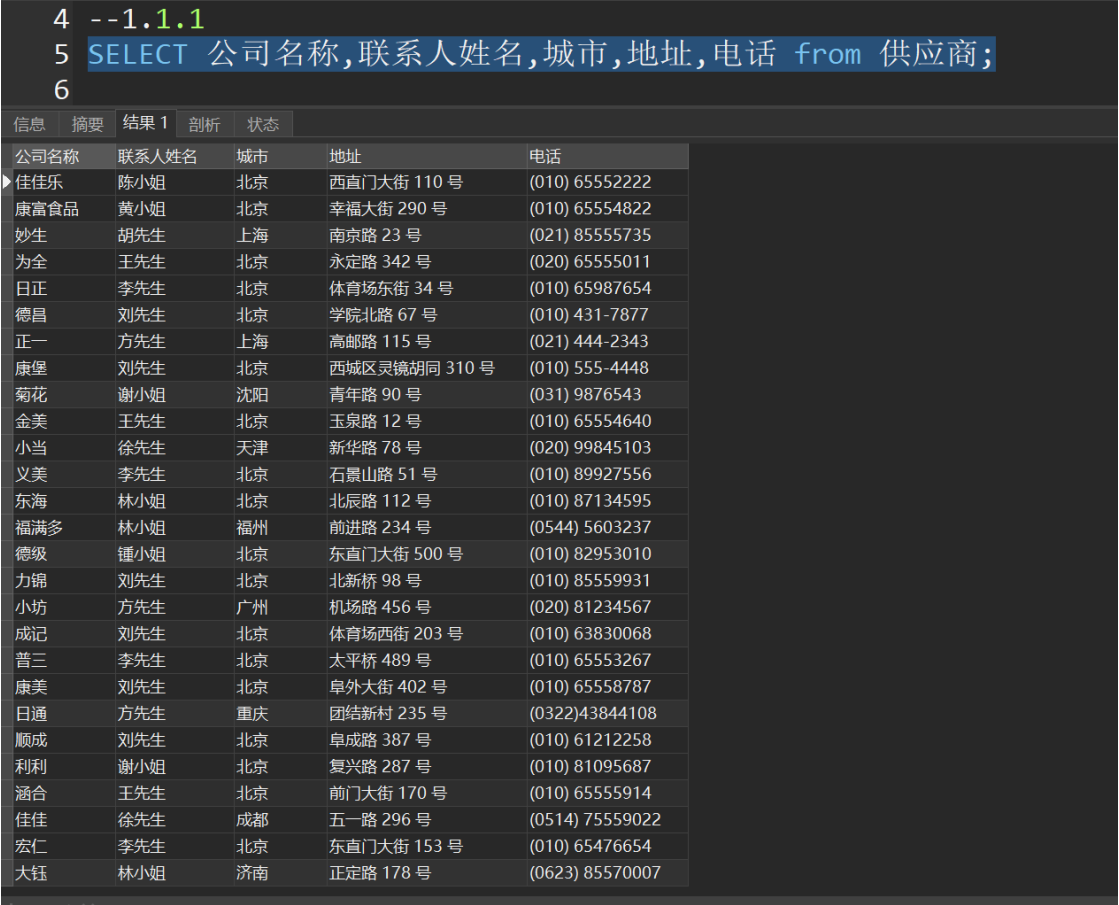 4 --1.1.1
5 SELECT 公司名称,联系人姓名,城市,地址,电话 from 供应商;
6
信息 摘要 结果 1 剖析 状态
公司名称 联系人姓名 城市 地址 电话
佳佳乐 陈小姐 北京 西直门大街 110 号 (010) 65552222
康富食品 黄小姐 北京 幸福大街 290 号 (010) 65554822
妙生 胡先生 上海 南京路 23 号 (021) 85555735
为全 王先生 北京 永定路 342 号 (020) 65555011
日正 李先生 北京 体育场东街 34 号 (010) 65987654
德昌 刘先生 北京 学院北路 67 号 (010) 431-7877
正一 方先生 上海 高邮路 115 号 (021) 444-2343
康堡 刘先生 北京 西城区灵镜胡同 310 号 (010) 555-4448
菊花 谢小姐 沈阳 青年路 90 号 (031) 9876543
金美 王先生 北京 玉泉路 12 号 (010) 65554640
小当 徐先生 天津 新华路 78 号 (020) 99845103
义美 李先生 北京 石景山路 51 号 (010) 89927556
东海 林小姐 北京 北辰路 112 号 (010) 87134595
福满多 林小姐 福州 前进路 234 号 (0544) 5603237
德级 锺小姐 北京 东直门大街 500 号 (010) 82953010
力锦 刘先生 北京 北新桥 98 号 (010) 85559931
小坊 方先生 广州 机场路 456 号 (020) 81234567
成记 刘先生 北京 体育场西街 203 号 (010) 63830068
普三 李先生 北京 太平桥 489 号 (010) 65553267
康美 刘先生 北京 阜外大街 402 号 (010) 65558787
日通 方先生 重庆 团结新村 235 号 (0322)43844108
顺成 刘先生 北京 阜成路 387 号 (010) 61212258
利利 谢小姐 北京 复兴路 287 号 (010) 81095687
涵合 王先生 北京 前门大街 170 号 (010) 65555914
佳佳 徐先生 成都 五一路 296 号 (0514) 75559022
宏仁 李先生 北京 东直门大街 153 号 (010) 65476654
大钰 林小姐 济南 正定路 178 号 (0623) 85570007